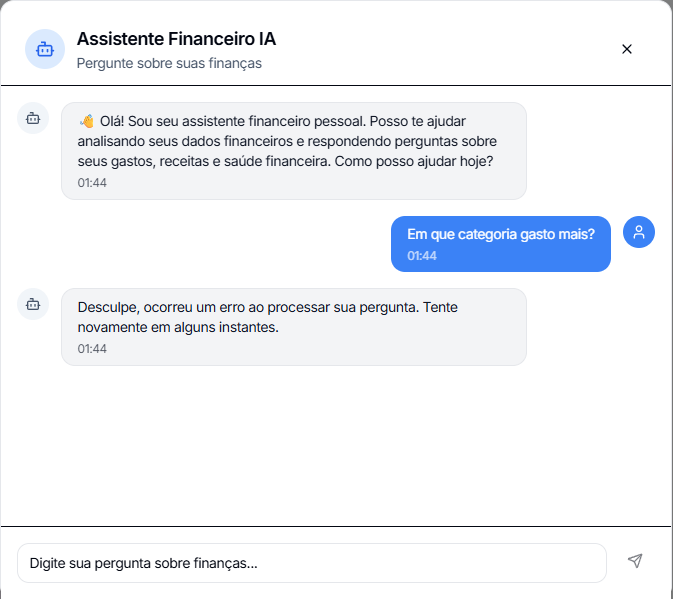 Assistente Financeiro IA
Pergunte sobre suas finanças
👋 Olá! Sou seu assistente financeiro pessoal. Posso te ajudar
analisando seus dados financeiros e respondendo perguntas sobre
seus gastos, receitas e saúde financeira. Como posso ajudar hoje?
01:44
Em que categoria gasto mais?
01:44
Desculpe, ocorreu um erro ao processar sua pergunta. Tente
novamente em alguns instantes.
01:44
Digite sua pergunta sobre finanças...